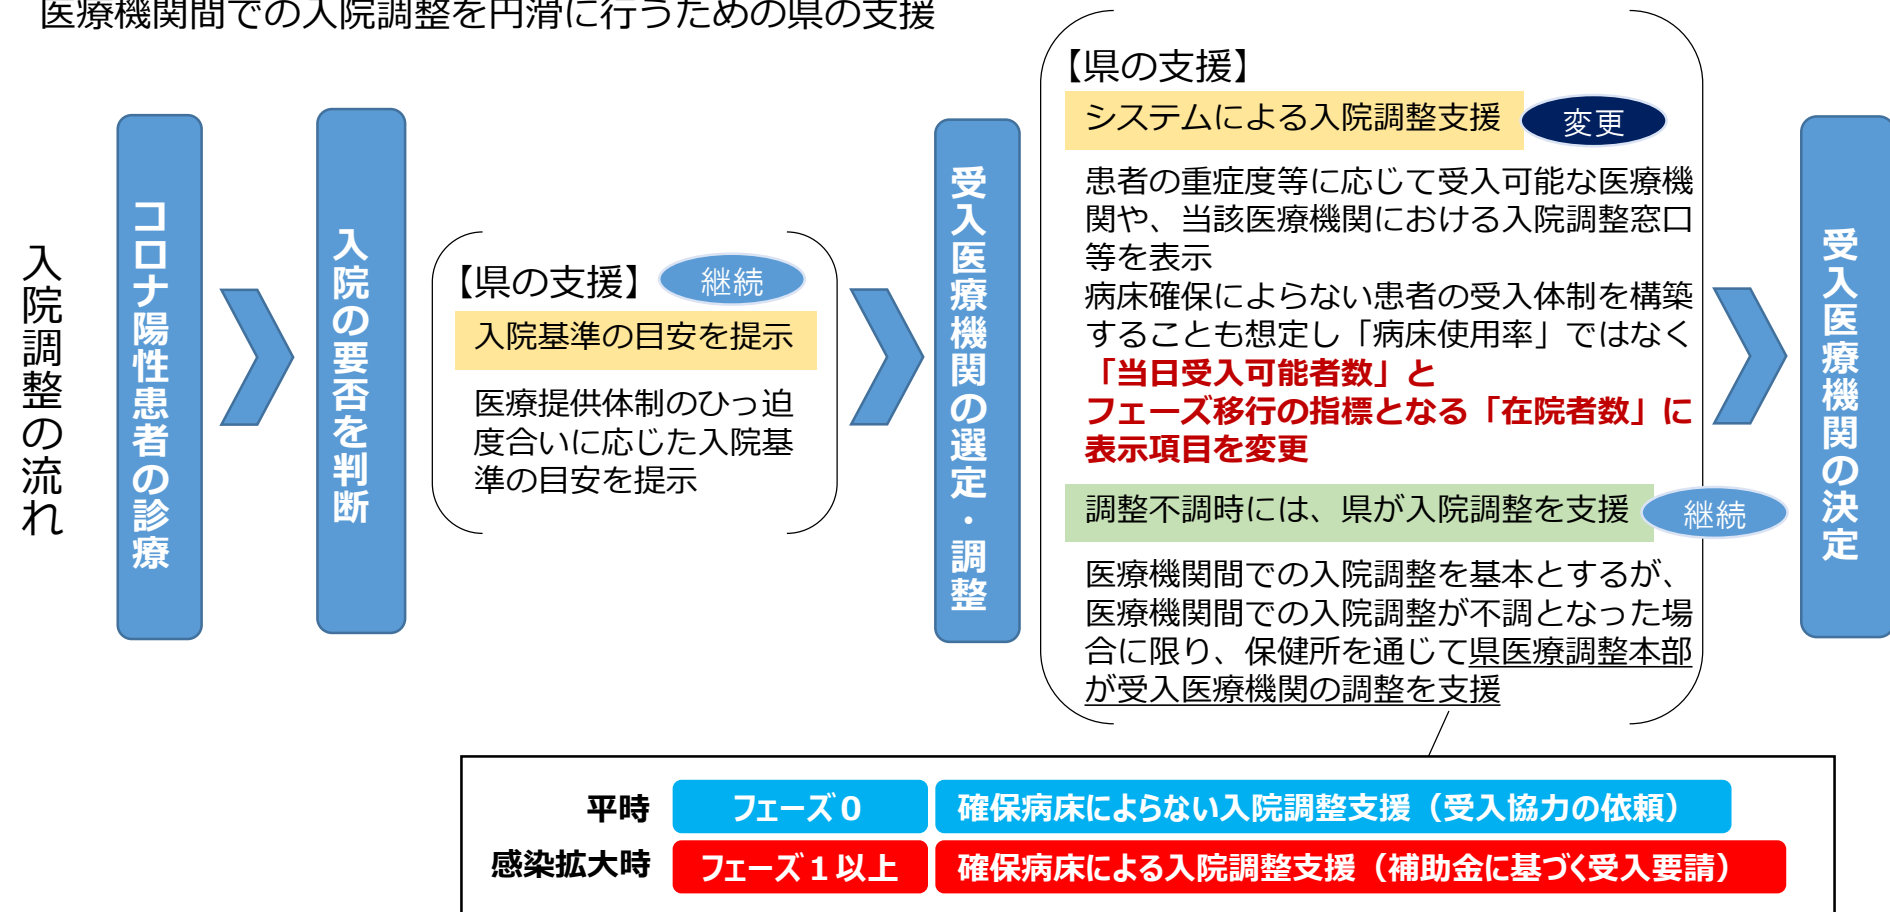 医療機関間での入院調整を円滑に行うための県の支援
入院調整の流れ
コロナ陽性患者の診療
入院の要否を判断
【県の支援】
継続
入院基準の目安を提示
医療提供体制のひっ迫
度合いに応じた入院基
準の目安を提示
受入医療機関の選定・調整
【県の支援】
システムによる入院調整支援
変更
患者の重症度等に応じて受入可能な医療機
関や、当該医療機関における入院調整窓口
等を表示
病床確保によらない患者の受入体制を構築
することも想定し「病床使用率」ではなく
「当日受入可能者数」と
フェーズ移行の指標となる「在院者数」に
表示項目を変更
調整不調時には、県が入院調整を支援
継続
医療機関間での入院調整を基本とするが、
医療機関間での入院調整が不調となった場
合に限り、保健所を通じて県医療調整本部
が受入医療機関の調整を支援
受入医療機関の決定
平時
フェーズ０
確保病床によらない入院調整支援（受入協力の依頼）
感染拡大時
フェーズ１以上
確保病床による入院調整支援（補助金に基づく受入要請）